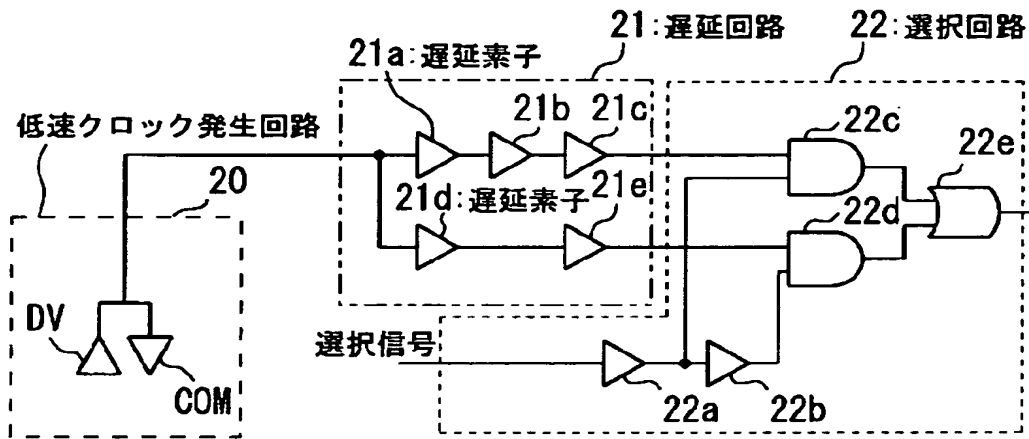 21:遅延回路
22:選択回路
21a:遅延素子
21b
21c
22c
22e
低速クロック発生回路
20
21d:遅延素子
21e
22d
DV
COM
選択信号
22a
22b